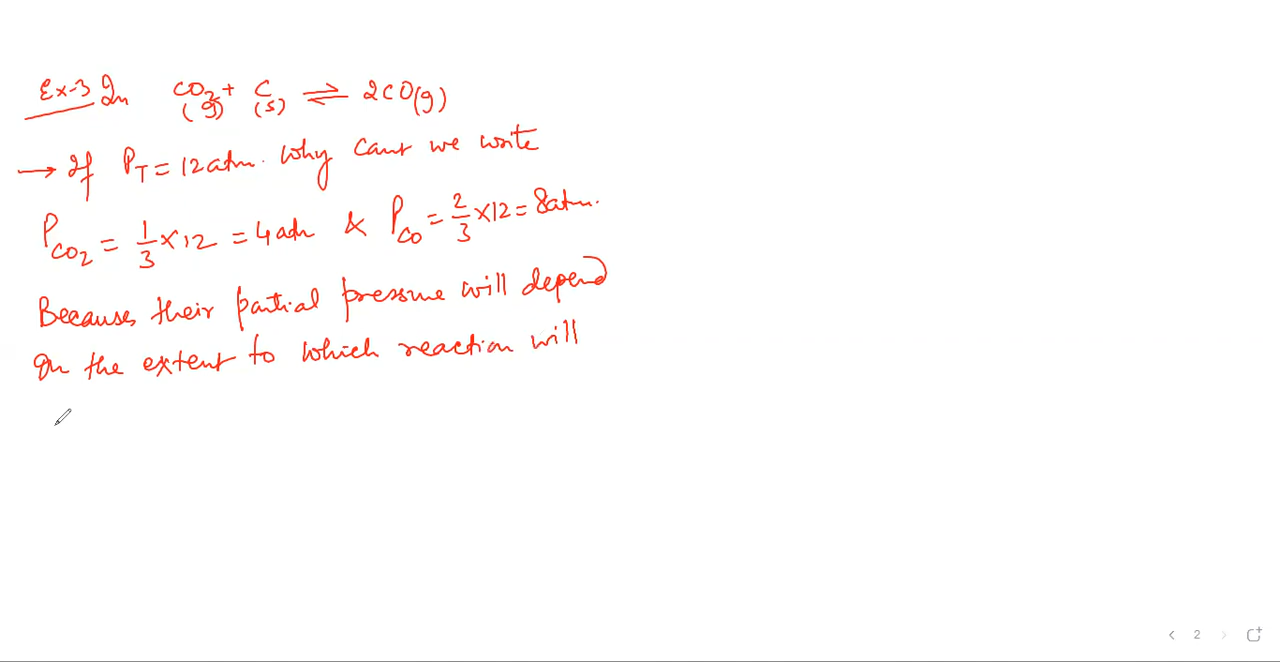 Ex-3 In CO2 (g) + C (s) ⇌ 2CO(g)
→ If PT = 12 atm. Why cant we write
PCO2 = 1/3 × 12 = 4 atm & PCO = 2/3 × 12 = 8 atm.
Because their partial pressure will depend
on the extent to which reaction will
2